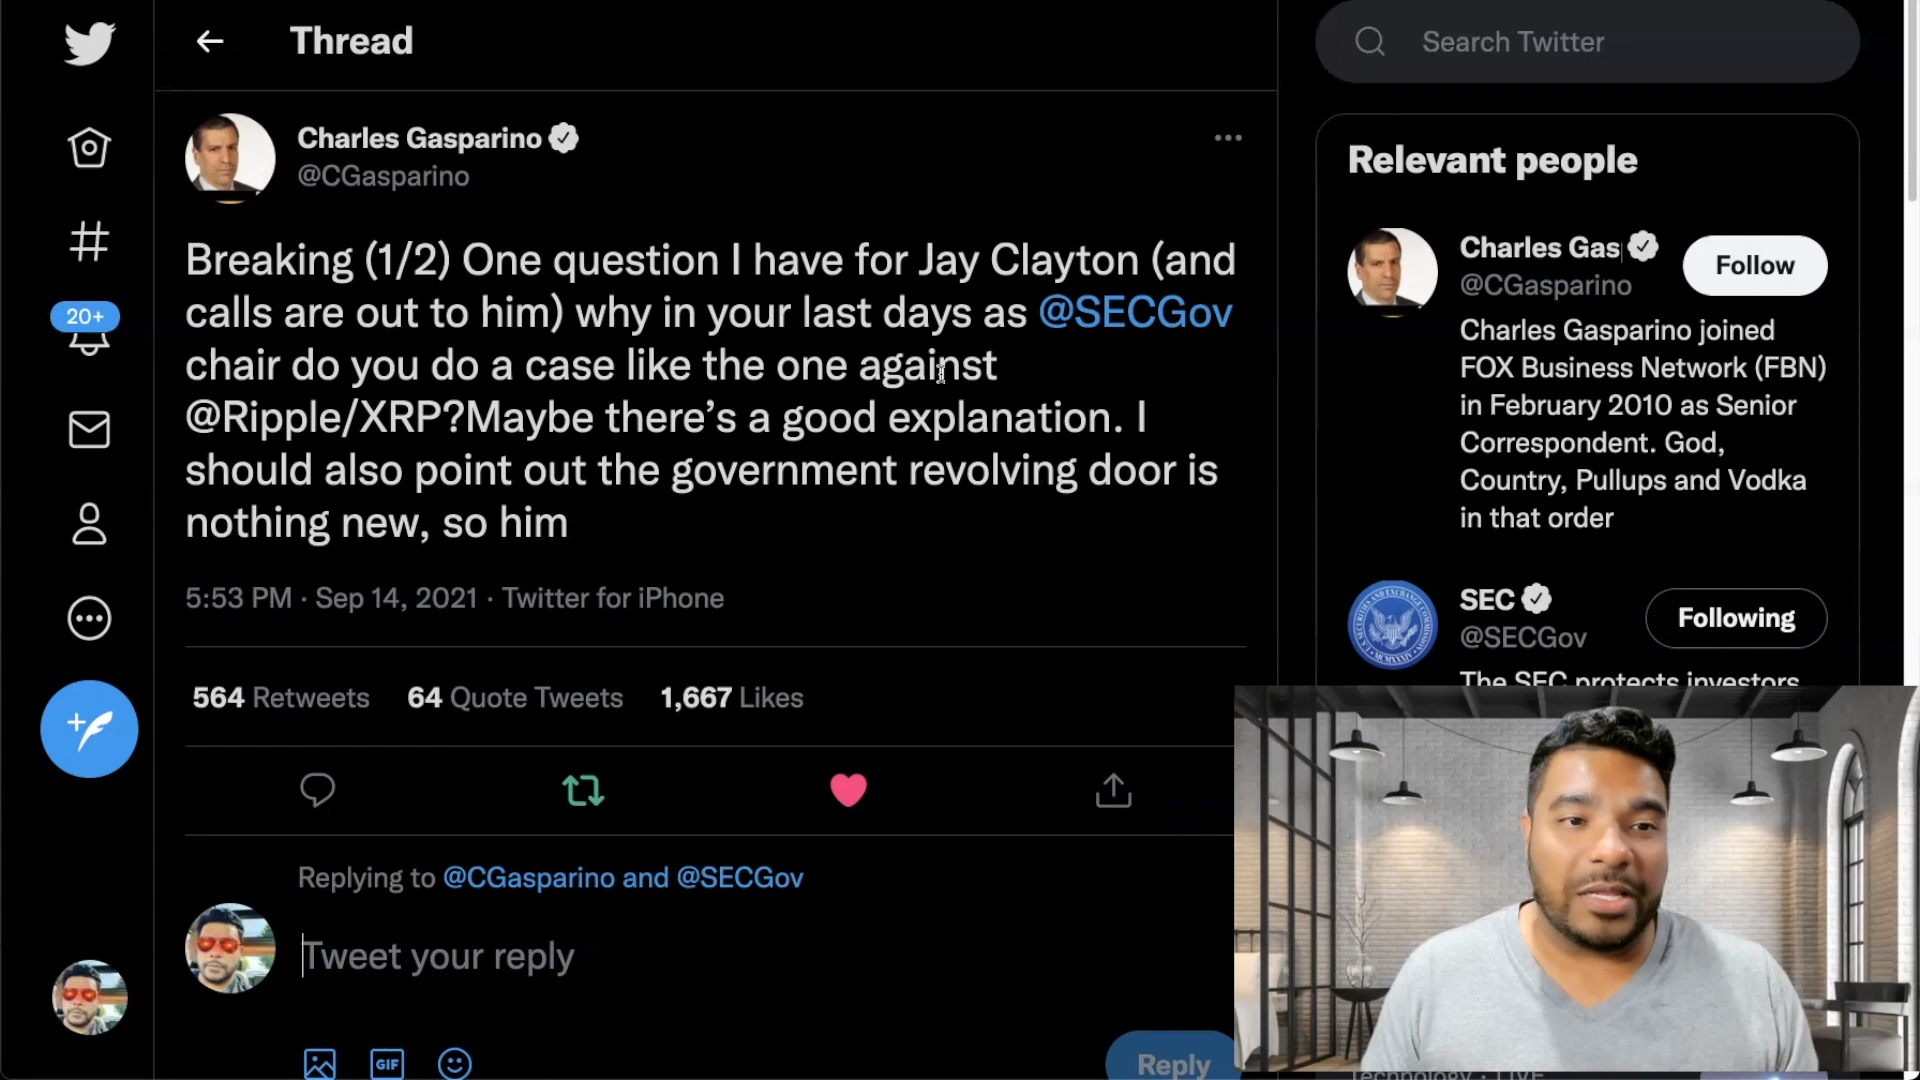 Thread
Search Twitter
Charles Gasparino
@CGasparino
Breaking (1/2) One question I have for Jay Clayton (and
calls are out to him) why in your last days as @SECGov
chair do you do a case like the one against
@Ripple/XRP?Maybe there’s a good explanation. I
should also point out the government revolving door is
nothing new, so him
5:53 PM · Sep 14, 2021 · Twitter for iPhone
564 Retweets 64 Quote Tweets 1,667 Likes
Replying to @CGasparino and @SECGov
Tweet your reply
GIF
Reply
20+
Relevant people
Charles Gas
@CGasparino
Follow
Charles Gasparino joined
FOX Business Network (FBN)
in February 2010 as Senior
Correspondent. God,
Country, Pullups and Vodka
in that order
SEC
@SECGov
Following
The SEC protects investors